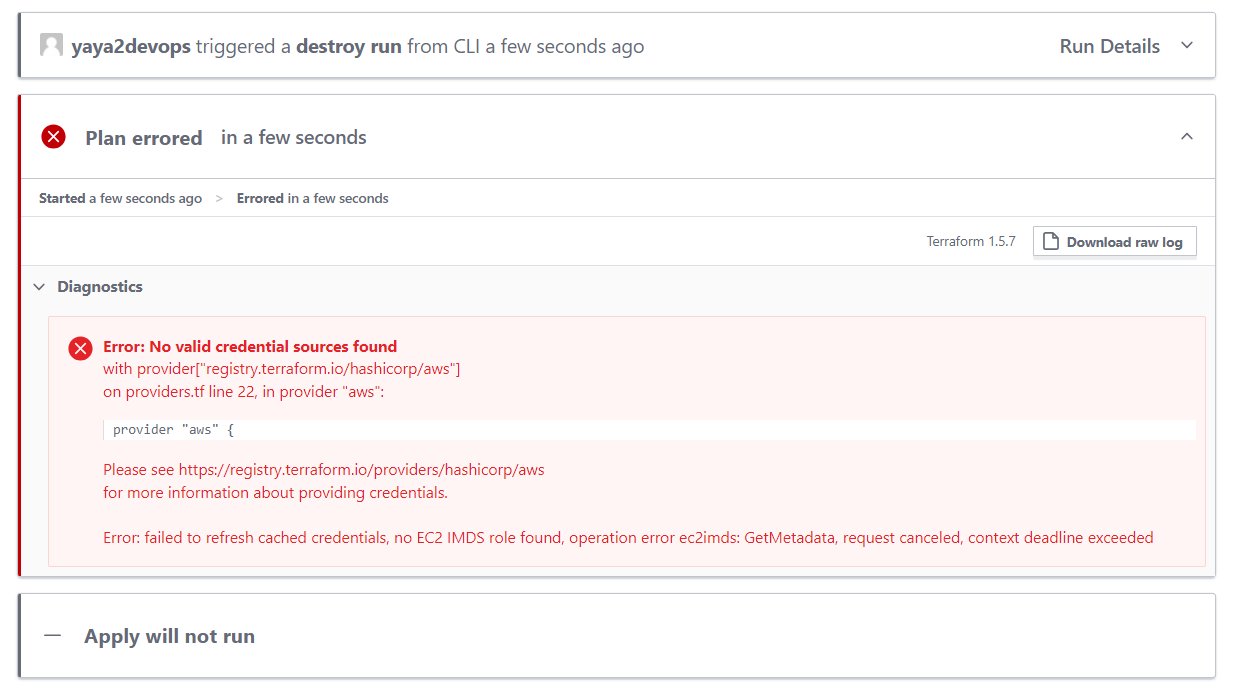 yaya2devops triggered a destroy run from CLI a few seconds ago
Run Details
Plan errored in a few seconds
Started a few seconds ago > Errored in a few seconds
Terraform 1.5.7
Download raw log
Diagnostics
Error: No valid credential sources found
with provider["registry.terraform.io/hashicorp/aws"]
on providers.tf line 22, in provider "aws":
provider "aws" {
Please see https://registry.terraform.io/providers/hashicorp/aws
for more information about providing credentials.
Error: failed to refresh cached credentials, no EC2 IMDS role found, operation error ec2imds: GetMetadata, request canceled, context deadline exceeded
Apply will not run